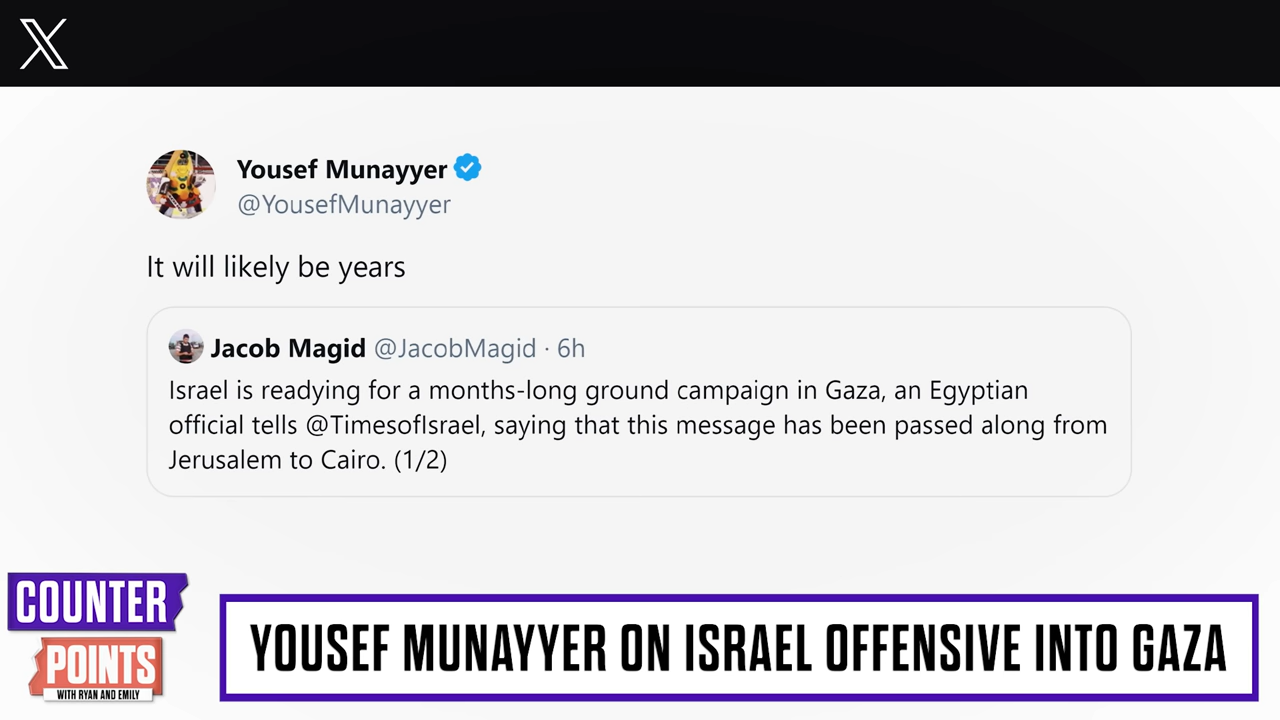 Yousef Munayyer
@YousefMunayyer
It will likely be years
Jacob Magid @JacobMagid · 6h
Israel is readying for a months-long ground campaign in Gaza, an Egyptian
official tells @TimesofIsrael, saying that this message has been passed along from
Jerusalem to Cairo. (1/2)
COUNTER
POINTS
WITH RYAN AND EMILY
YOUSEF MUNAYYER ON ISRAEL OFFENSIVE INTO GAZA